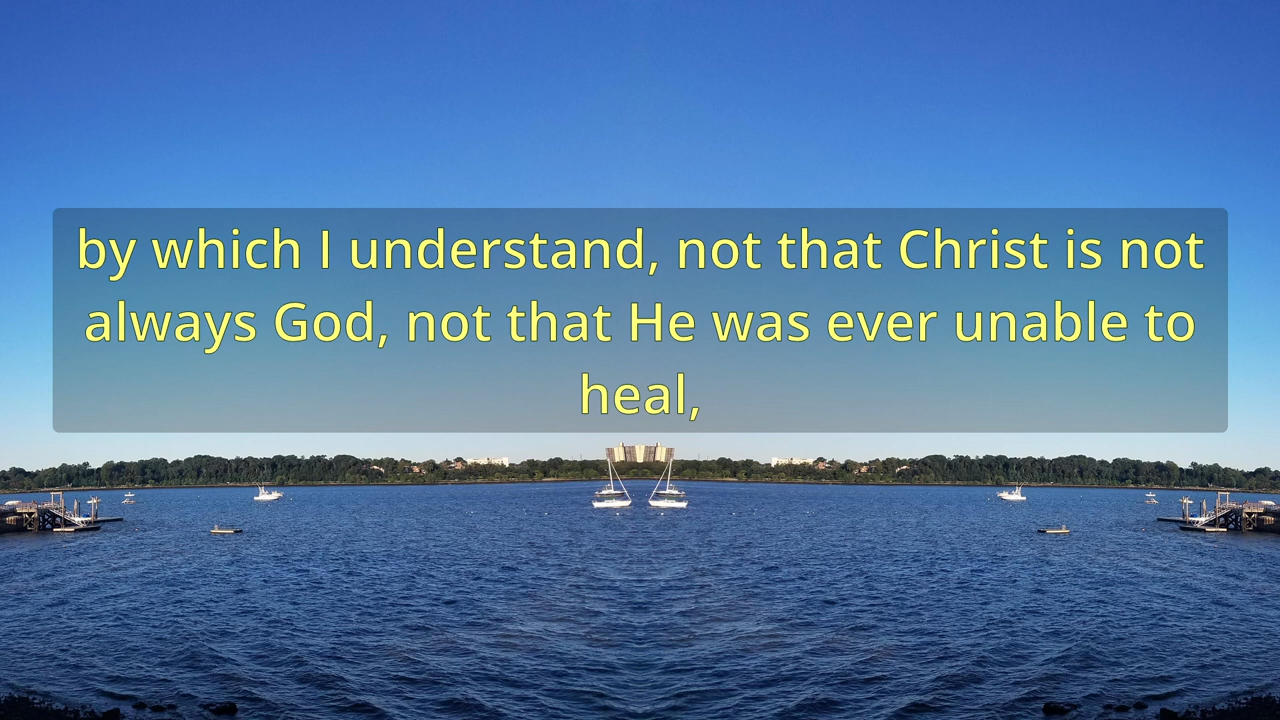 by which I understand, not that Christ is not
always God, not that He was ever unable to
heal,